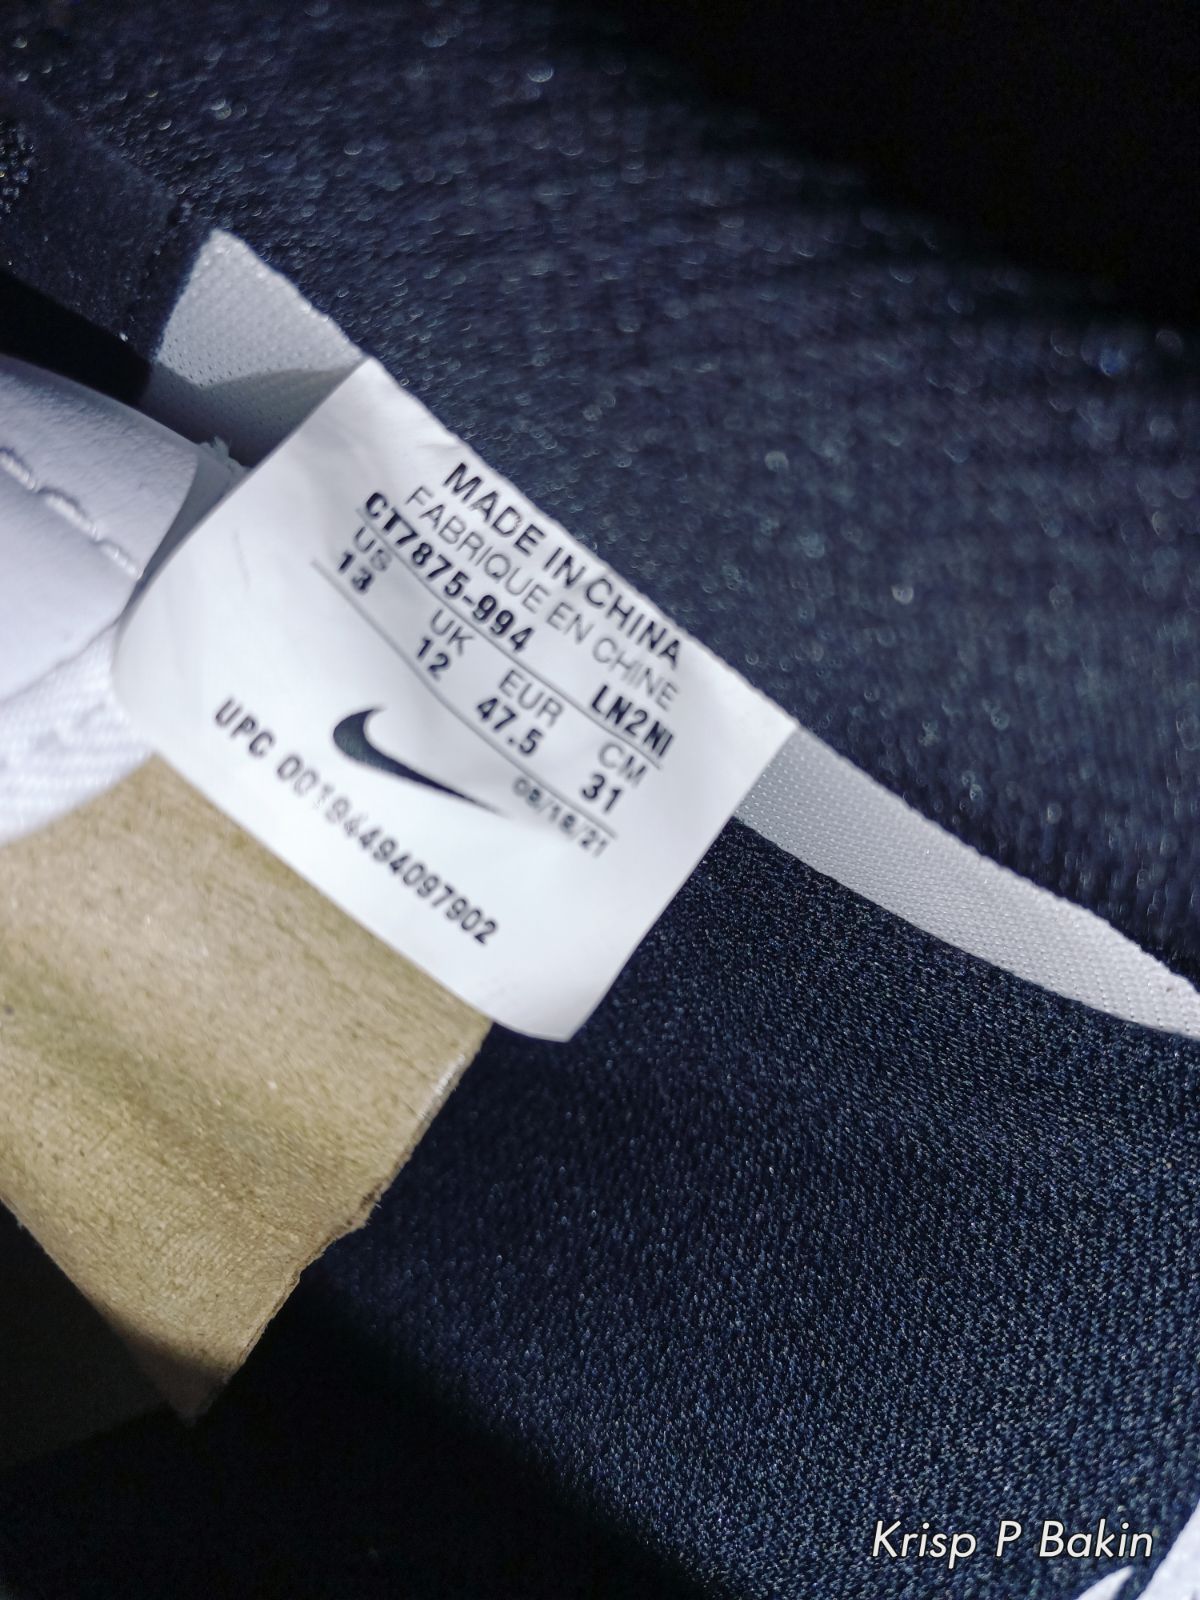 MADE IN CHINA
FABRIQUE EN CHINE
CT7875-994 LN2NI
US UK EUR CM
13 12 47.5 31
08/18/21
UPC 00194494097902
Krisp P Bakin